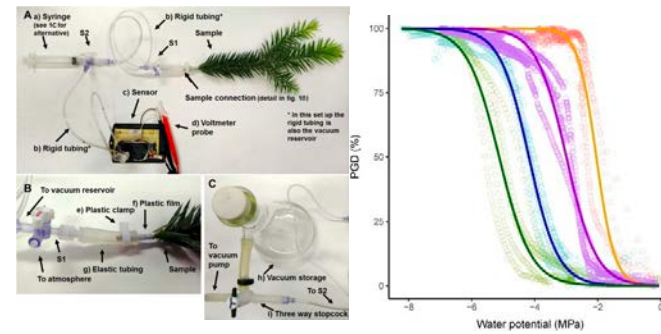 A
a) Syringe
(see 1C for
alternative)
S2
b) Rigid tubing*
S1
Sample
Sample connection (detail in fig. 1B)
c) Sensor
* In this set up the
rigid tubing is
also the vacuum
reservoir
d) Voltmeter
probe
b) Rigid tubing*
B
To vacuum reservoir
e) Plastic clamp
f) Plastic film
S1
g) Elastic tubing
To atmosphere
Sample
C
To
vacuum
pump
h) Vacuum storage
To S2
i) Three way stopcock
PGD (%)
100
75
50
25
0
−8
−6
−4
−2
0
Water potential (MPa)